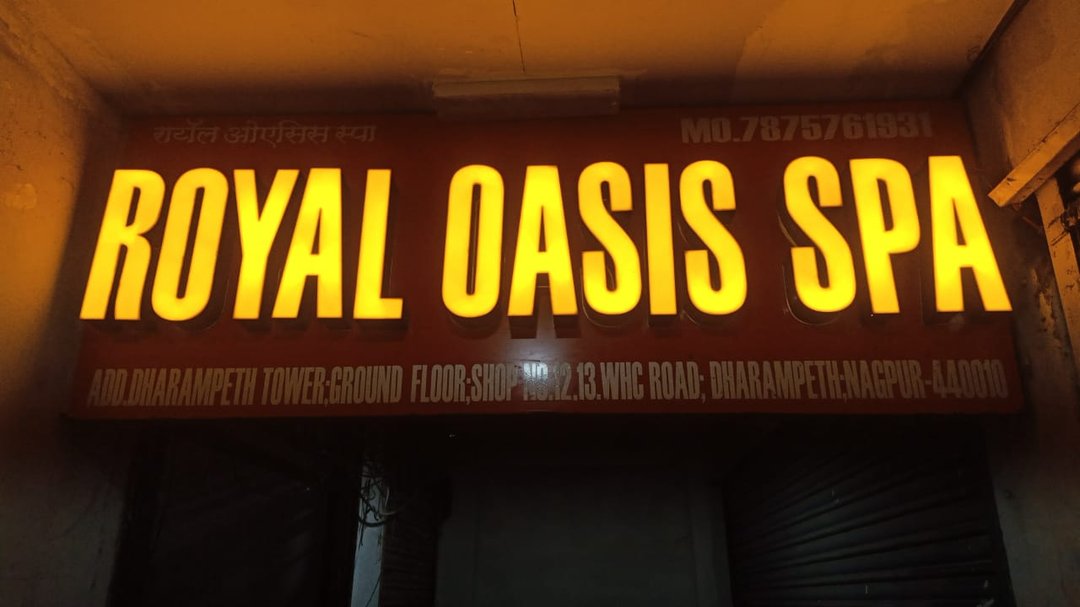 रायॅल ओएसिस स्पा
MO.7875761931
ROYAL OASIS SPA
ADD.DHARAMPETH TOWER;GROUND FLOOR;SHOP NO.12.13.WHC ROAD; DHARAMPETH;NAGPUR-440010